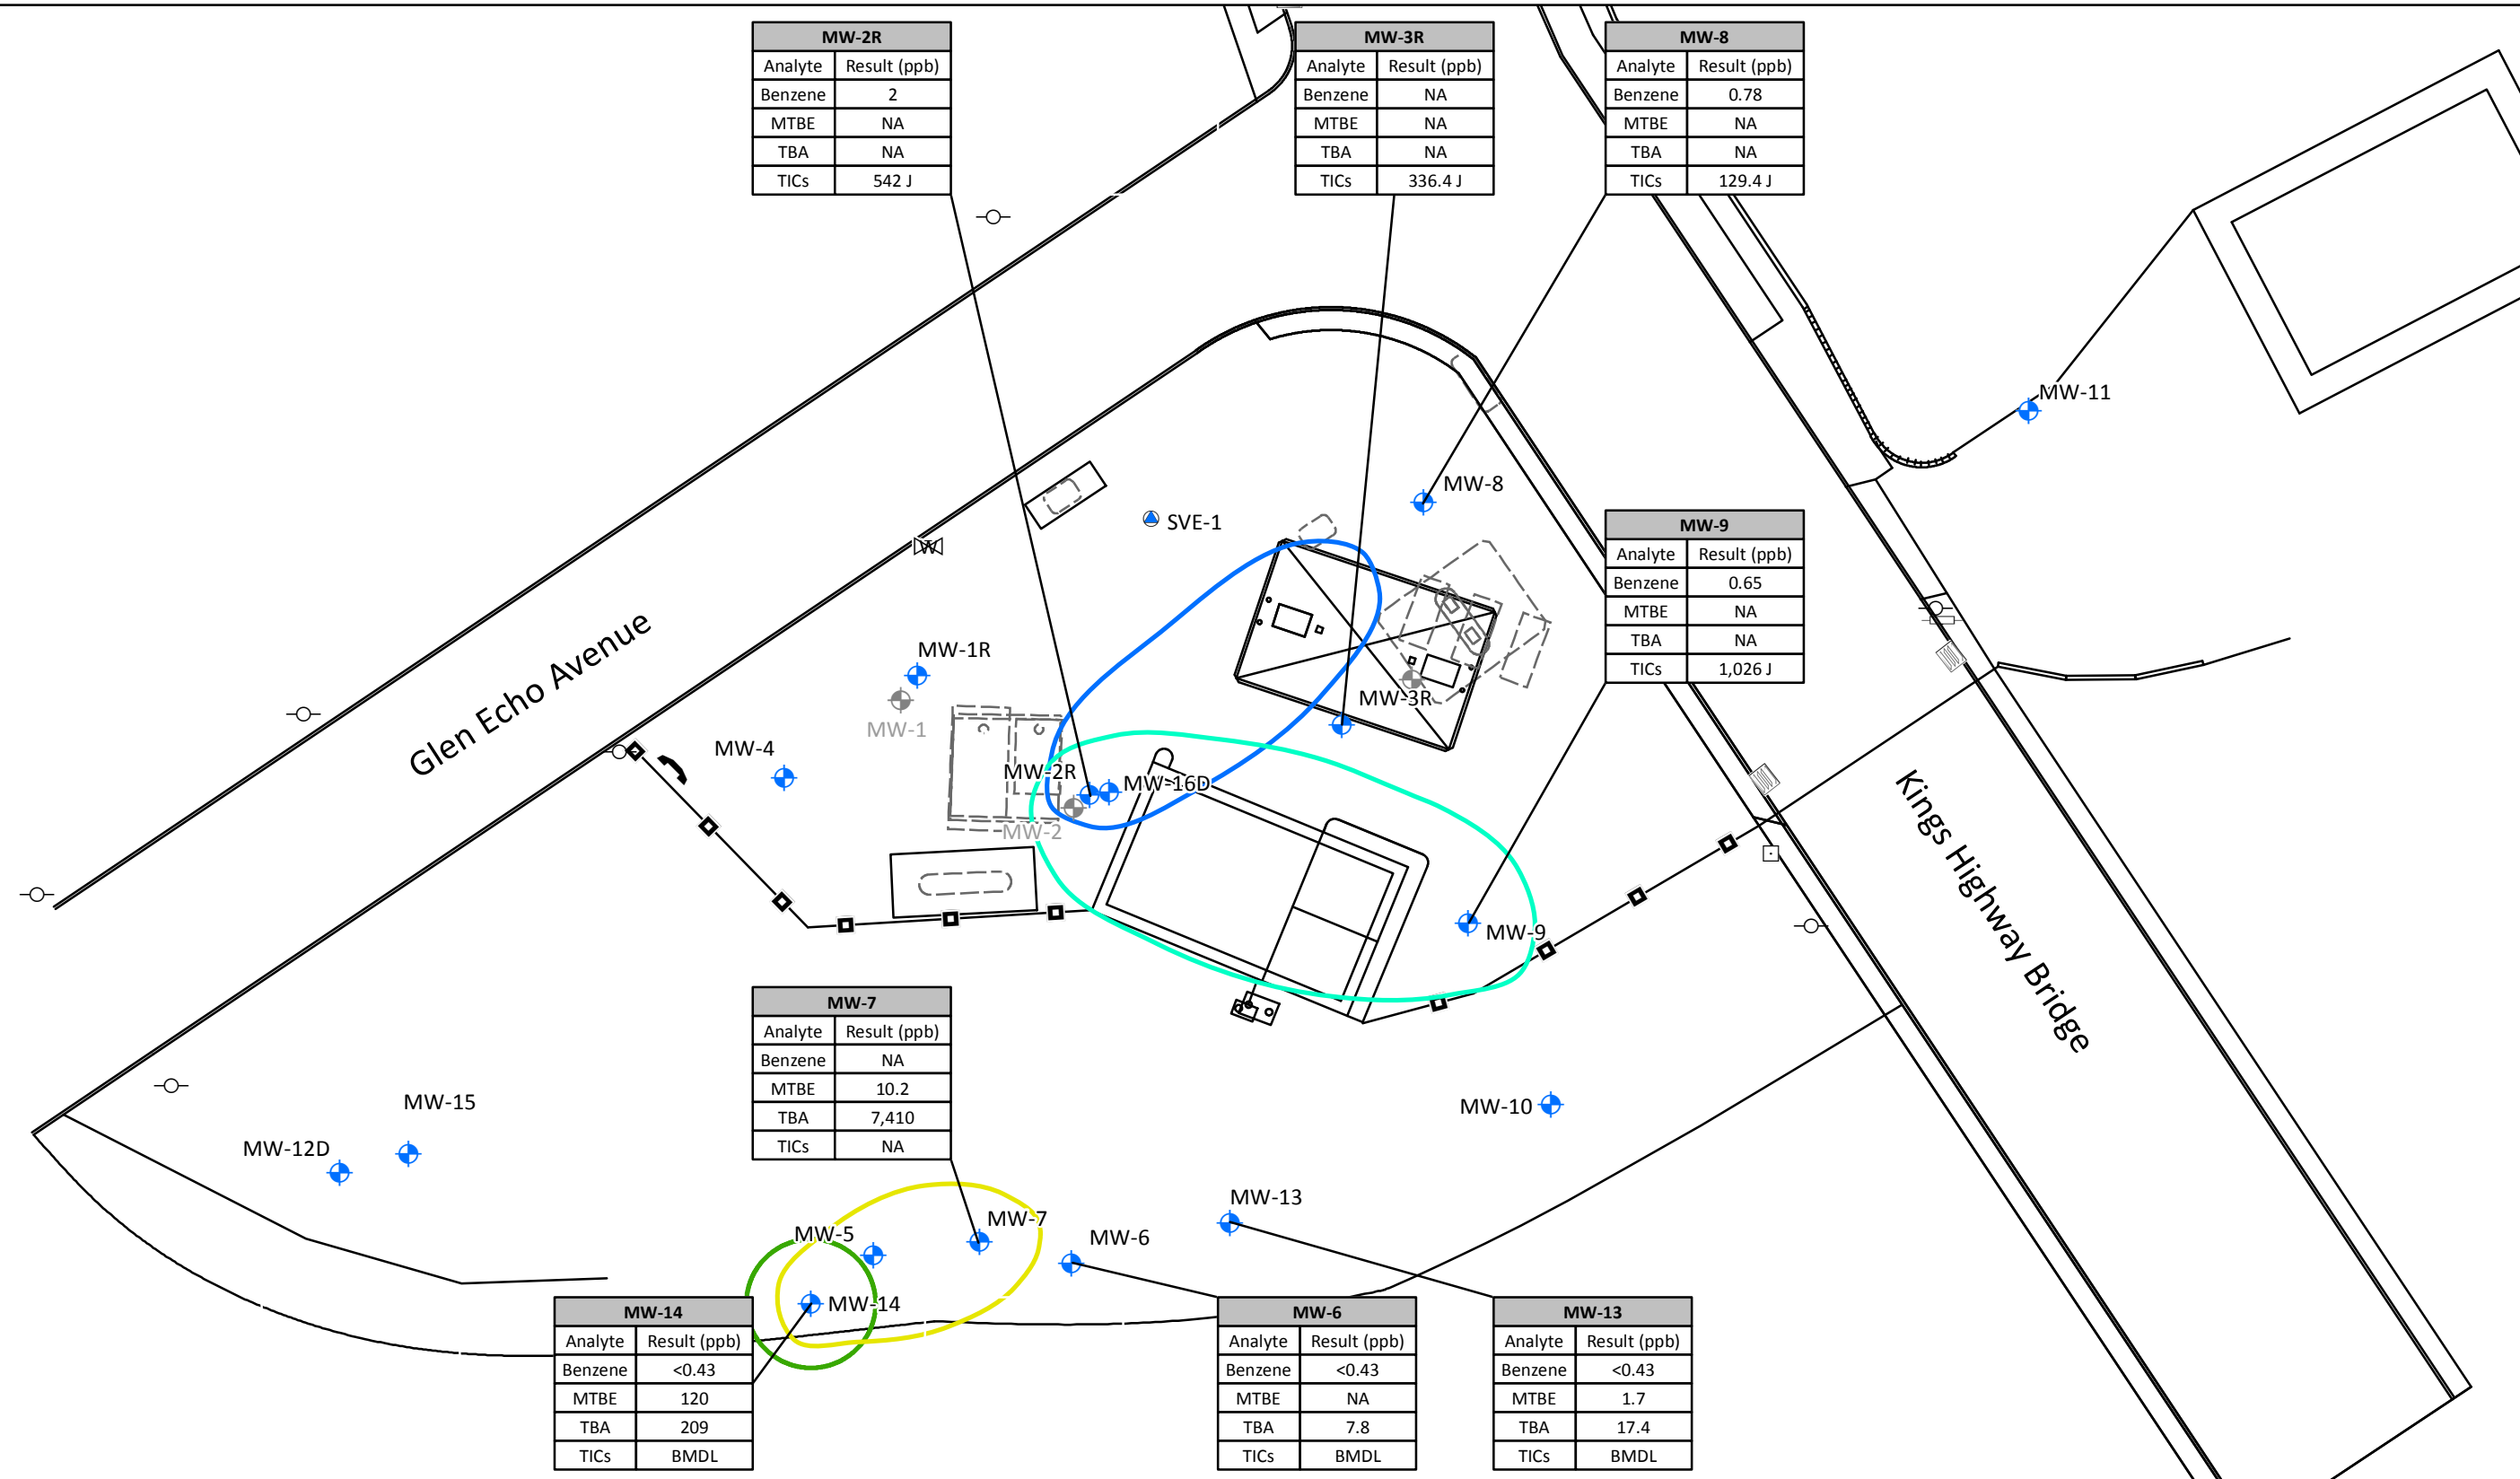 MW-2R
Analyte Result (ppb)
Benzene 2
MTBE NA
TBA NA
TICs 542 J
MW-3R
Analyte Result (ppb)
Benzene NA
MTBE NA
TBA NA
TICs 336.4 J
MW-8
Analyte Result (ppb)
Benzene 0.78
MTBE NA
TBA NA
TICs 129.4 J
MW-11
MW-8
SVE-1
W
MW-9
Analyte Result (ppb)
Benzene 0.65
MTBE NA
TBA NA
TICs 1,026 J
Glen Echo Avenue
MW-1R
MW-1
MW-3R
MW-4
MW-2R
MW-16D
MW-2
MW-9
Kings Highway Bridge
MW-7
Analyte Result (ppb)
Benzene NA
MTBE 10.2
TBA 7,410
TICs NA
MW-15
MW-12D
MW-10
MW-13
MW-7
MW-5
MW-6
MW-14
MW-14
Analyte Result (ppb)
Benzene <0.43
MTBE 120
TBA 209
TICs BMDL
MW-6
Analyte Result (ppb)
Benzene <0.43
MTBE NA
TBA 7.8
TICs BMDL
MW-13
Analyte Result (ppb)
Benzene <0.43
MTBE 1.7
TBA 17.4
TICs BMDL